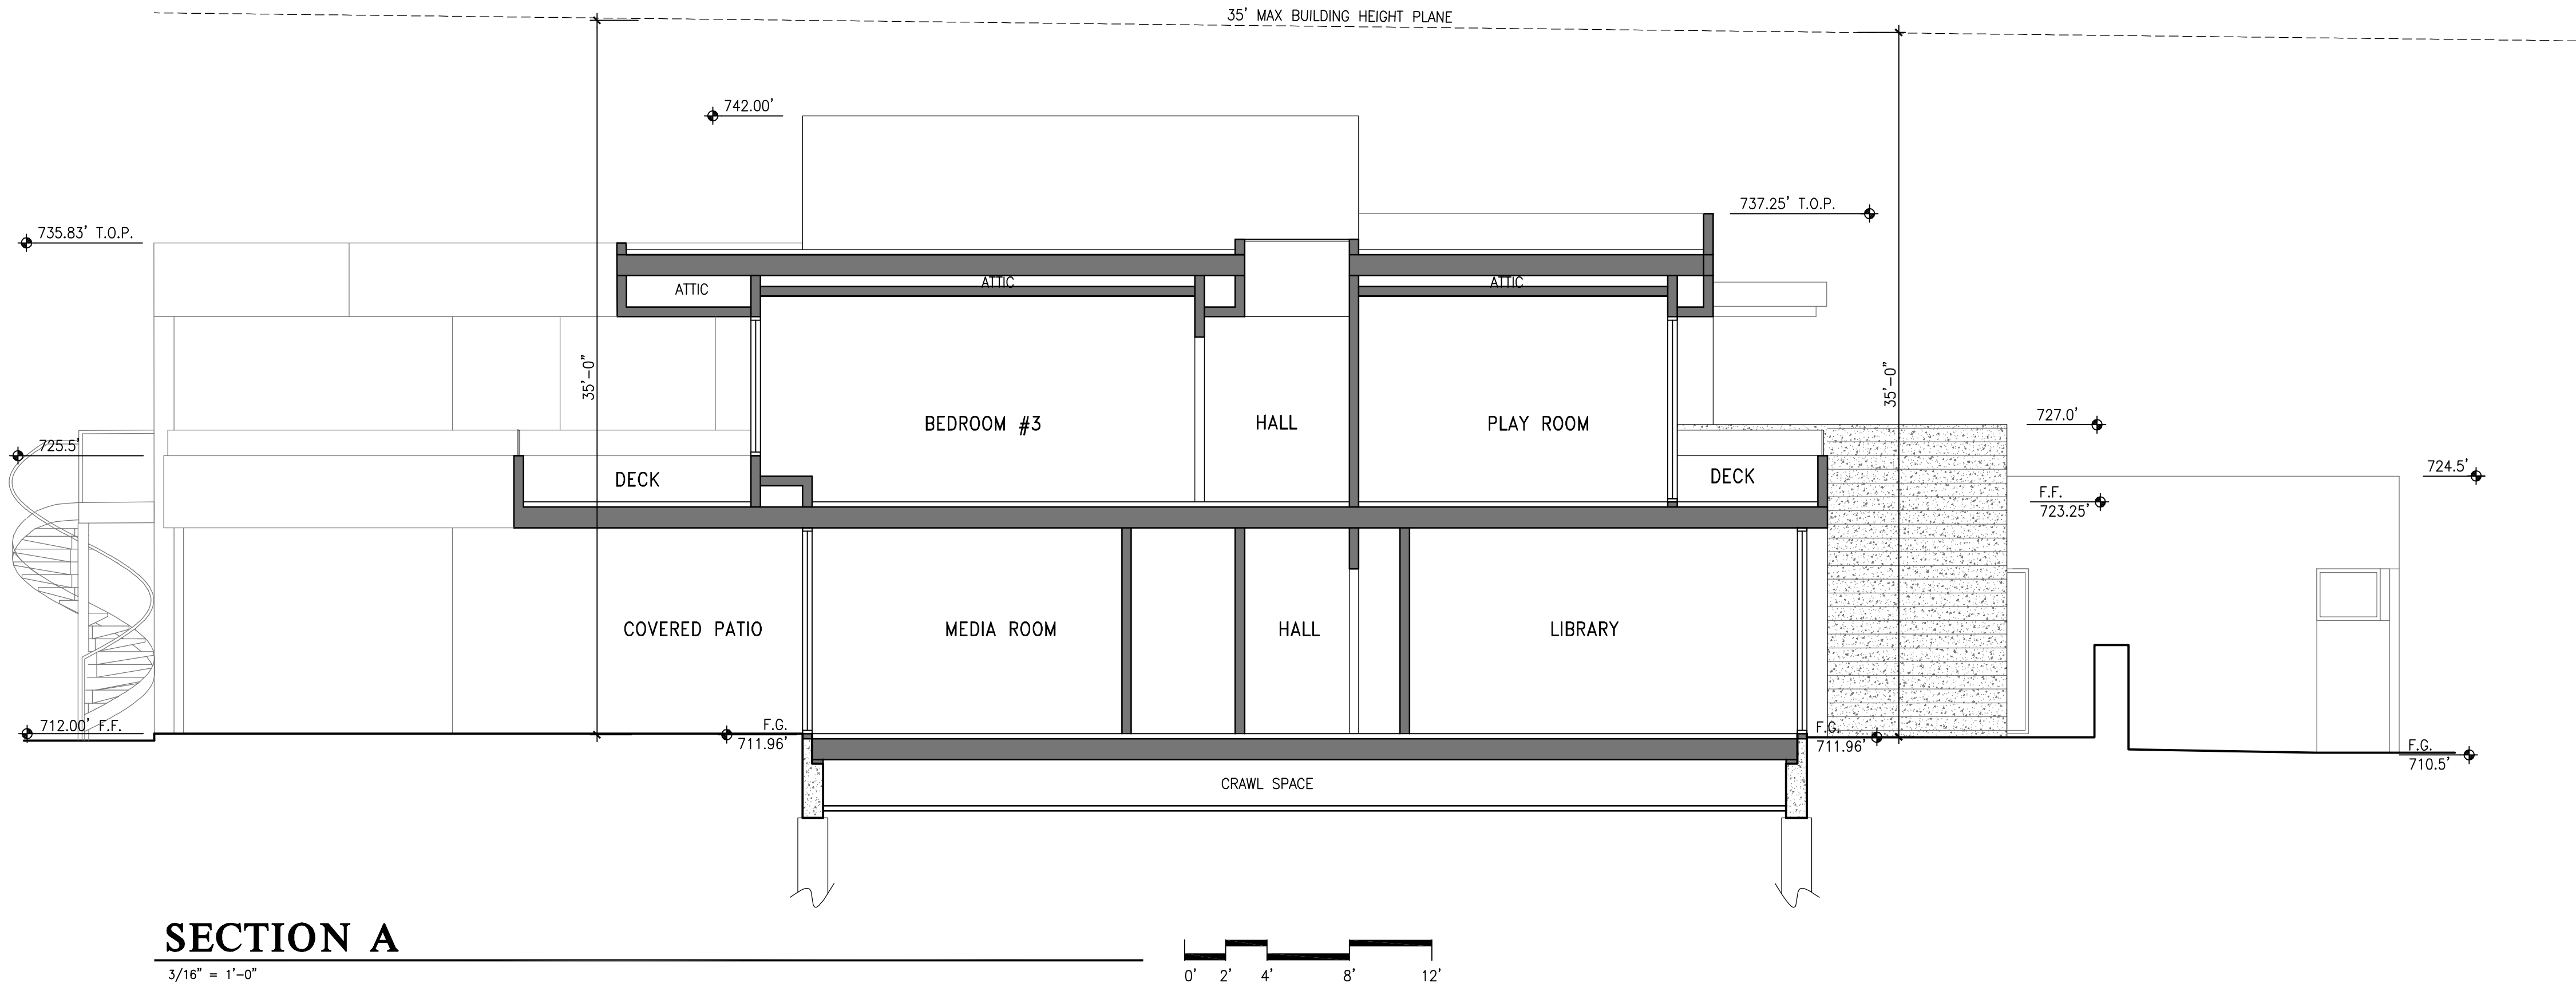 35' MAX BUILDING HEIGHT PLANE
742.00'
737.25' T.O.P.
735.83' T.O.P.
ATTIC
ATTIC
ATTIC
35'-0"
35'-0"
BEDROOM #3
HALL
PLAY ROOM
727.0'
725.5'
DECK
DECK
724.5'
F.F.
723.25'
COVERED PATIO
MEDIA ROOM
HALL
LIBRARY
712.00' F.F.
F.G.
711.96'
F.G.
711.96'
F.G.
710.5'
CRAWL SPACE
SECTION A
3/16" = 1'-0"
0' 2' 4' 8' 12'